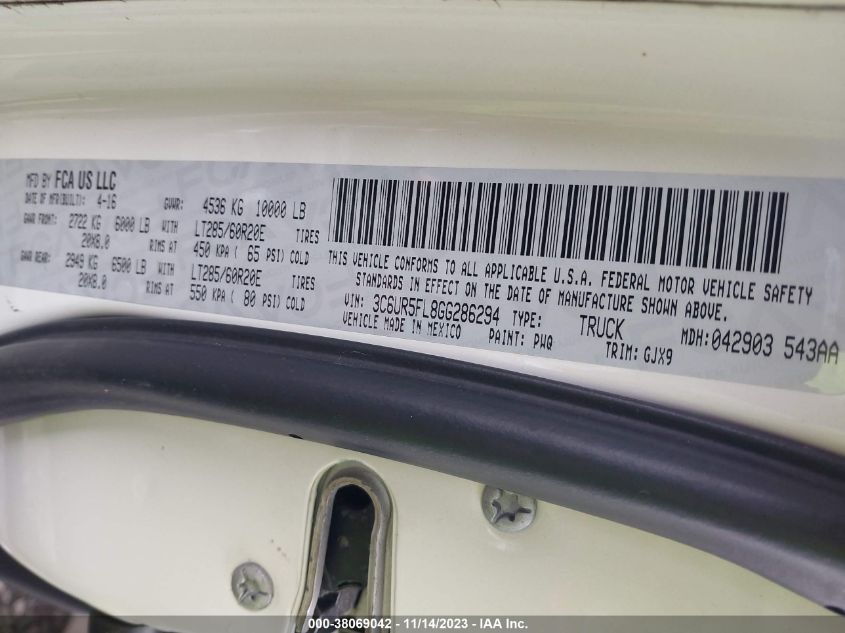 MFD BY FCA US LLC
DATE OF MFR(BUILT): 4-16 GVWR: 4536 KG 10000 LB
GAWR FRONT: 2722 KG 6000 LB WITH LT285/60R20E TIRES
20X8.0 RIMS AT 450 KPA ( 65 PSI) COLD
GAWR REAR: 2949 KG 6500 LB WITH LT285/60R20E TIRES
20X8.0 RIMS AT 550 KPA ( 80 PSI) COLD
THIS VEHICLE CONFORMS TO ALL APPLICABLE U.S.A. FEDERAL MOTOR VEHICLE SAFETY
STANDARDS IN EFFECT ON THE DATE OF MANUFACTURE SHOWN ABOVE.
VIN: 3C6UR5FL8GG286294 TYPE: TRUCK MDH:042903 543AA
VEHICLE MADE IN MEXICO PAINT: PWQ TRIM: GJX9
000-38069042 - 11/14/2023 - IAA Inc.